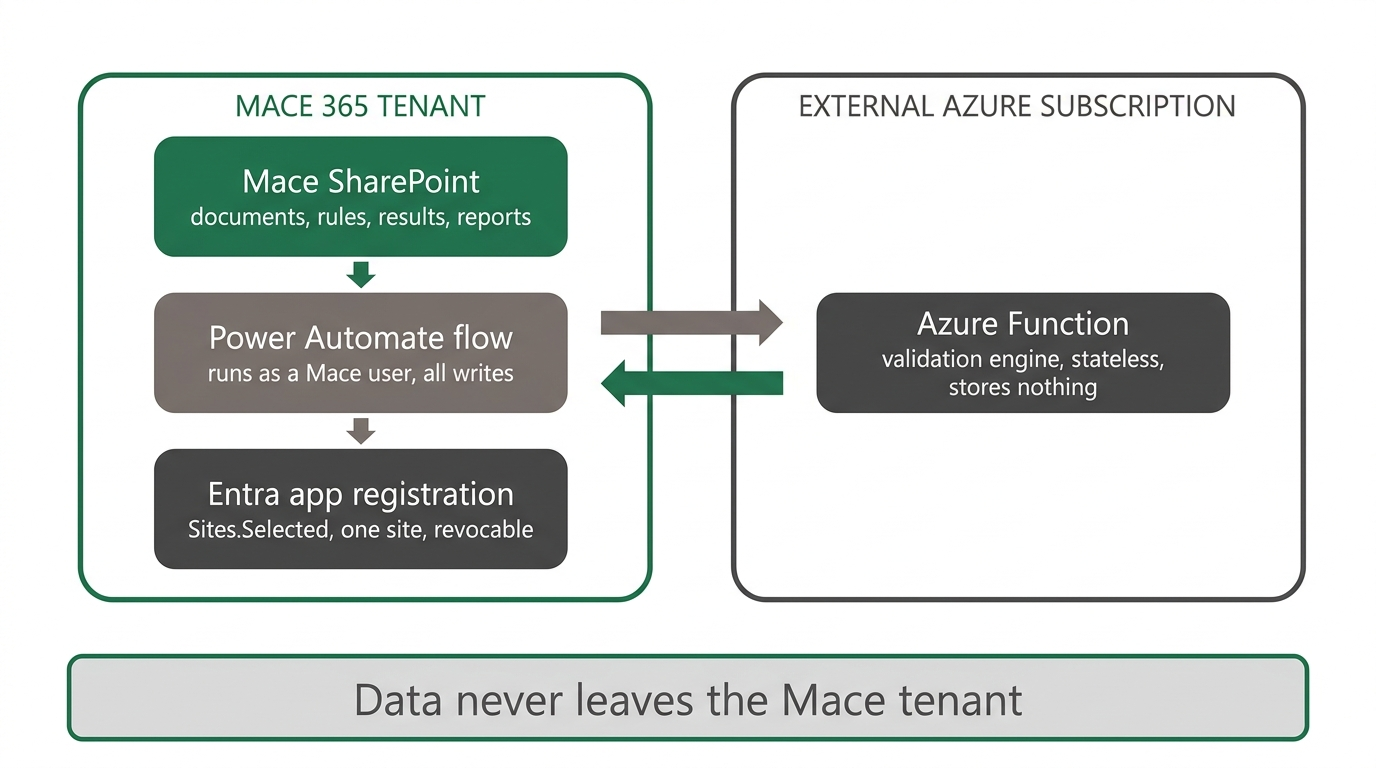 MACE 365 TENANT
Mace SharePoint
documents, rules, results, reports
Power Automate flow
runs as a Mace user, all writes
Entra app registration
Sites.Selected, one site, revocable
EXTERNAL AZURE SUBSCRIPTION
Azure Function
validation engine, stateless,
stores nothing
Data never leaves the Mace tenant